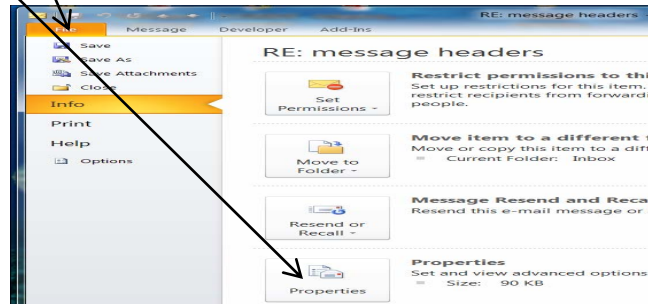 RE: message headers -
Message Developer Add-Ins
Save
Save As
Save Attachments
Close
Info
Print
Help
Options
RE: message headers
Set Permissions
Restrict permissions to thi
Set up restrictions for this item.
restrict recipients from forwardi
people.
Move to Folder
Move item to a different f
Move or copy this item to a diff
Current Folder: Inbox
Resend or Recall
Message Resend and Reca
Resend this e-mail message or
Properties
Properties
Set and view advanced options
Size: 90 KB